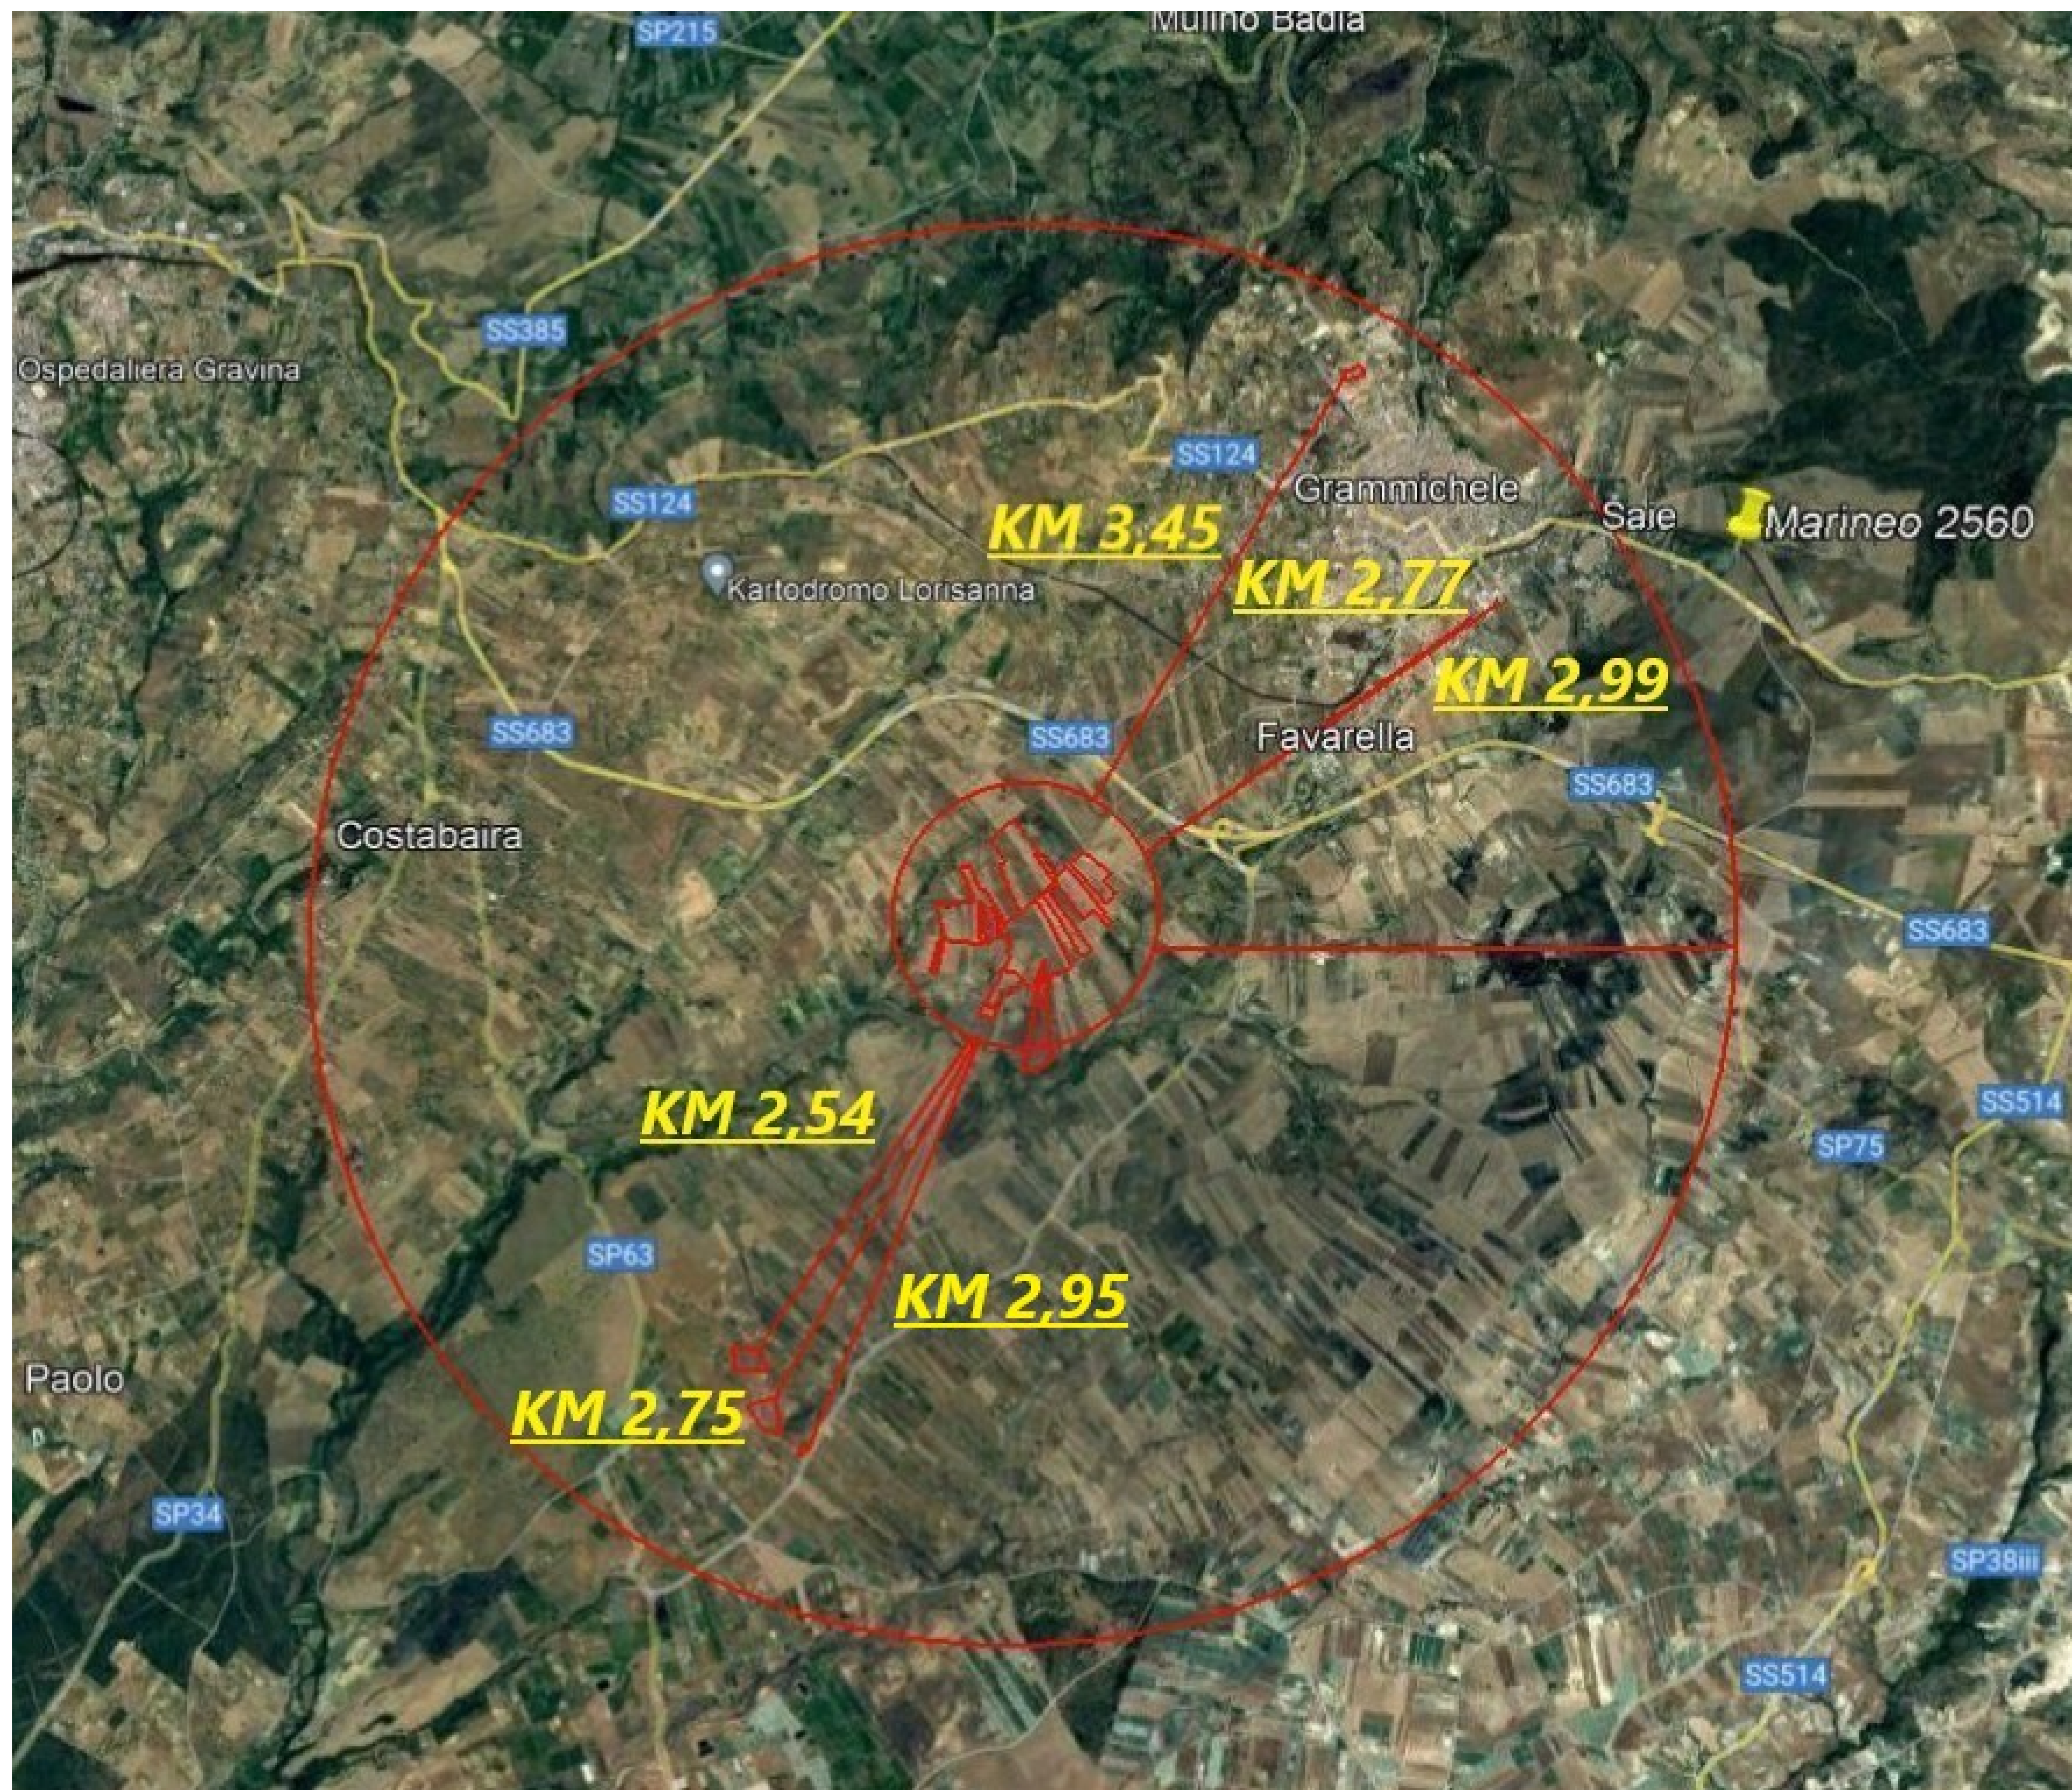 Mulino Badia
SP215
SS385
Ospedaliera Gravina
SS124
Grammichele
SS124
Saie
Marineo 2560
KM 3,45
KM 2,77
Kartodromo Lorisanna
KM 2,99
SS683
SS683
Favarella
SS683
Costabaira
SS683
SS514
KM 2,54
SP75
SP63
KM 2,95
Paolo
KM 2,75
SP34
SP38iii
SS514